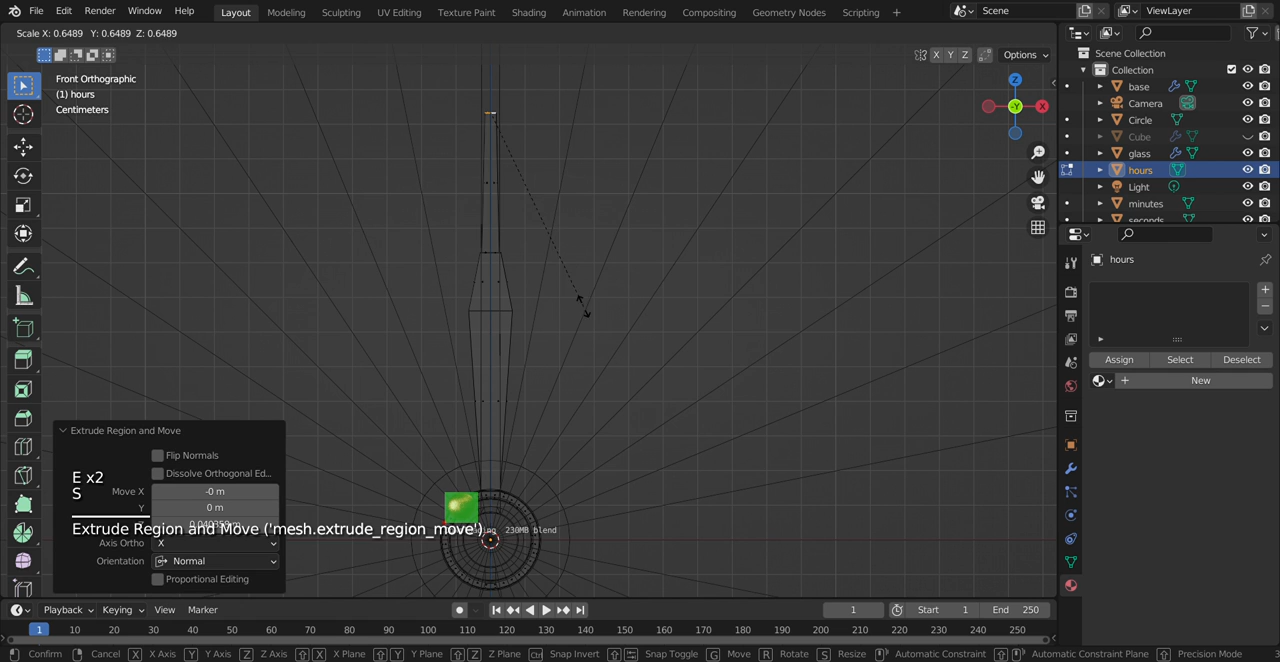 File Edit Render Window Help Layout Modeling Sculpting UV Editing Texture Paint Shading Animation Rendering Compositing Geometry Nodes Scripting + Scene ViewLayer
Scale X: 0.6489 Y: 0.6489 Z: 0.6489
X Y Z Options
Front Orthographic
(1) hours
Centimeters
Z
-Y X
Scene Collection
Collection
base
Camera
Circle
Cube
glass
hours
Light
minutes
seconds
hours
Assign Select Deselect
New
Extrude Region and Move
Flip Normals
Dissolve Orthogonal Ed...
E x2
S
Move X -0 m
Y 0 m
Extrude Region and Move ('mesh.extrude_region_move')
230MB blend
Axis Ortho X
Orientation Normal
Proportional Editing
Playback Keying View Marker 1 Start 1 End 250
1 10 20 30 40 50 60 70 80 90 100 110 120 130 140 150 160 170 180 190 200 210 220 230 240 250
Confirm Cancel X X Axis Y Y Axis Z Z Axis X X Plane Y Y Plane Z Z Plane Ctrl Snap Invert Snap Toggle G Move R Rotate S Resize Automatic Constraint Automatic Constraint Plane Precision Mode